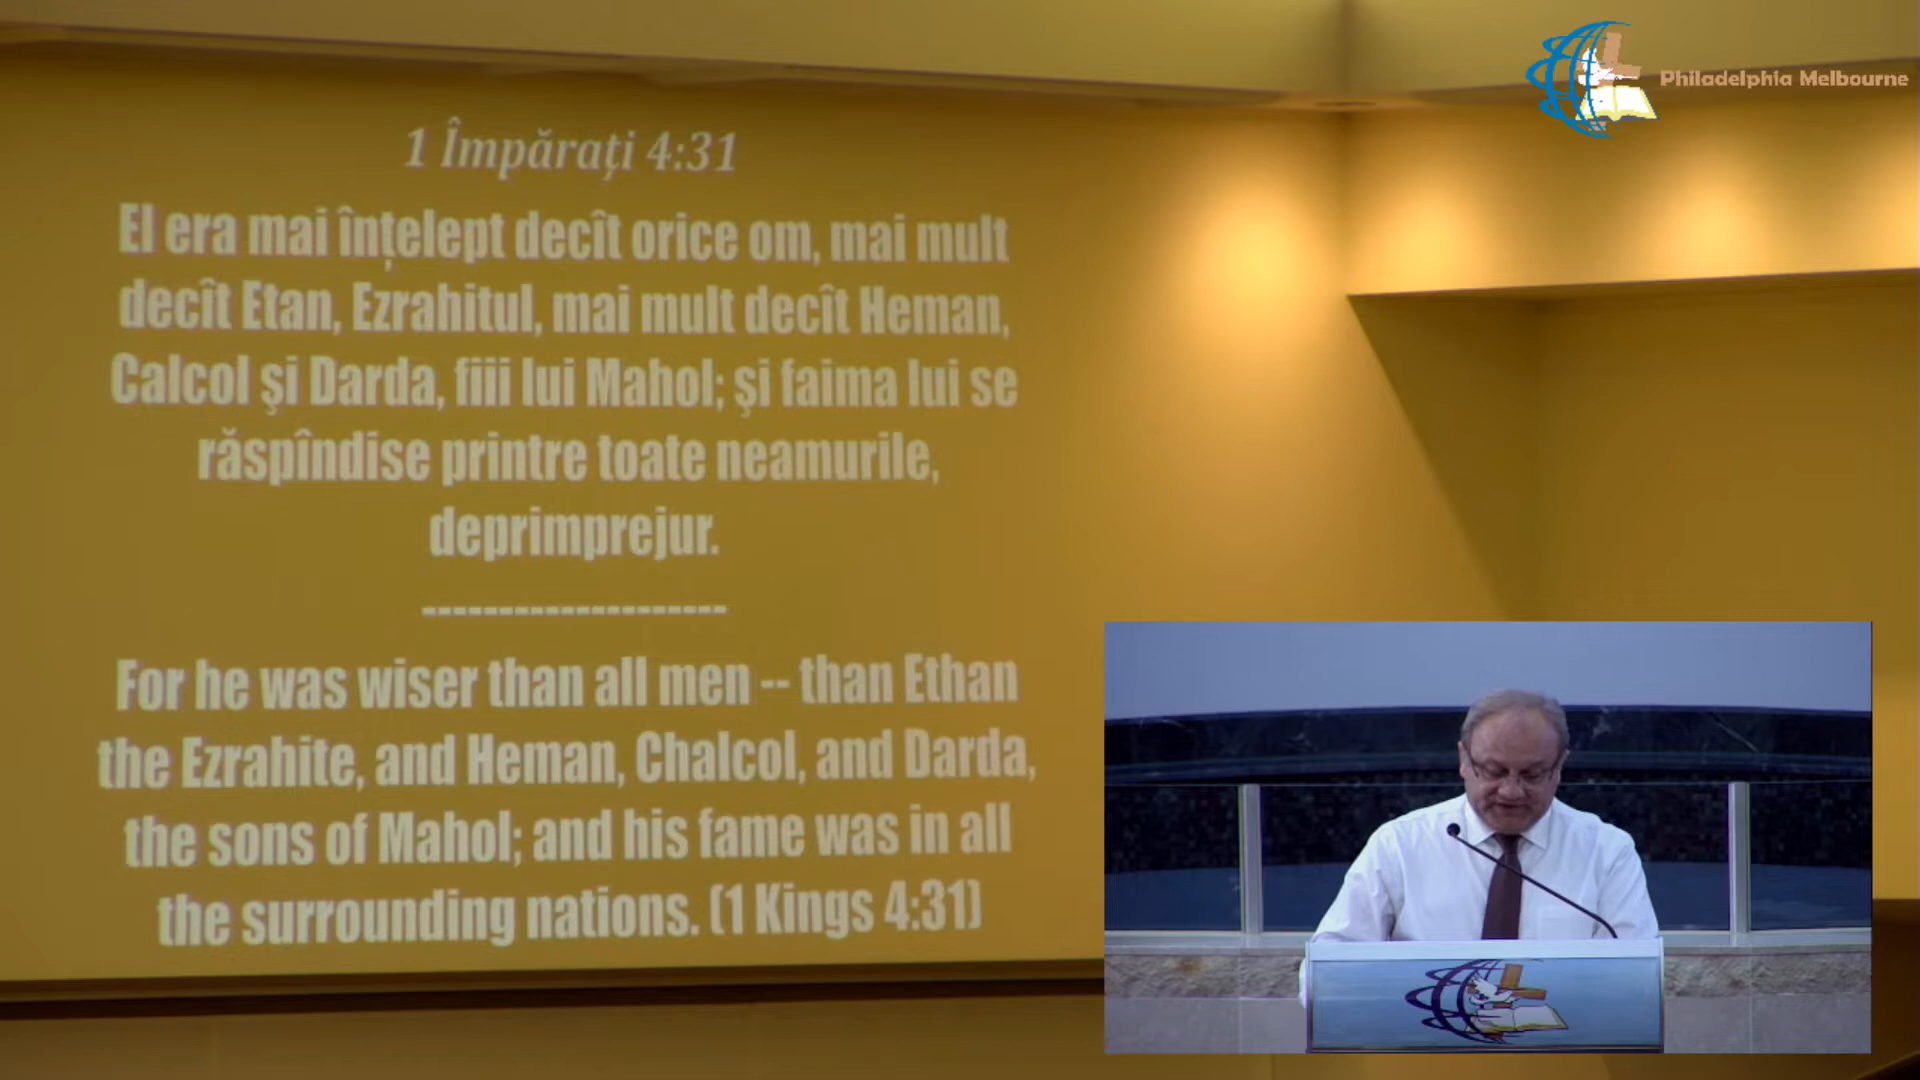 Philadelphia Melbourne
1 Împăraţi 4:31
El era mai înţelept decît orice om, mai mult
decît Etan, Ezrahitul, mai mult decît Heman,
Calcol şi Darda, fiii lui Mahol; şi faima lui se
răspîndise printre toate neamurile,
deprimprejur.
--------------------
For he was wiser than all men -- than Ethan
the Ezrahite, and Heman, Chalcol, and Darda,
the sons of Mahol; and his fame was in all
the surrounding nations. (1 Kings 4:31)